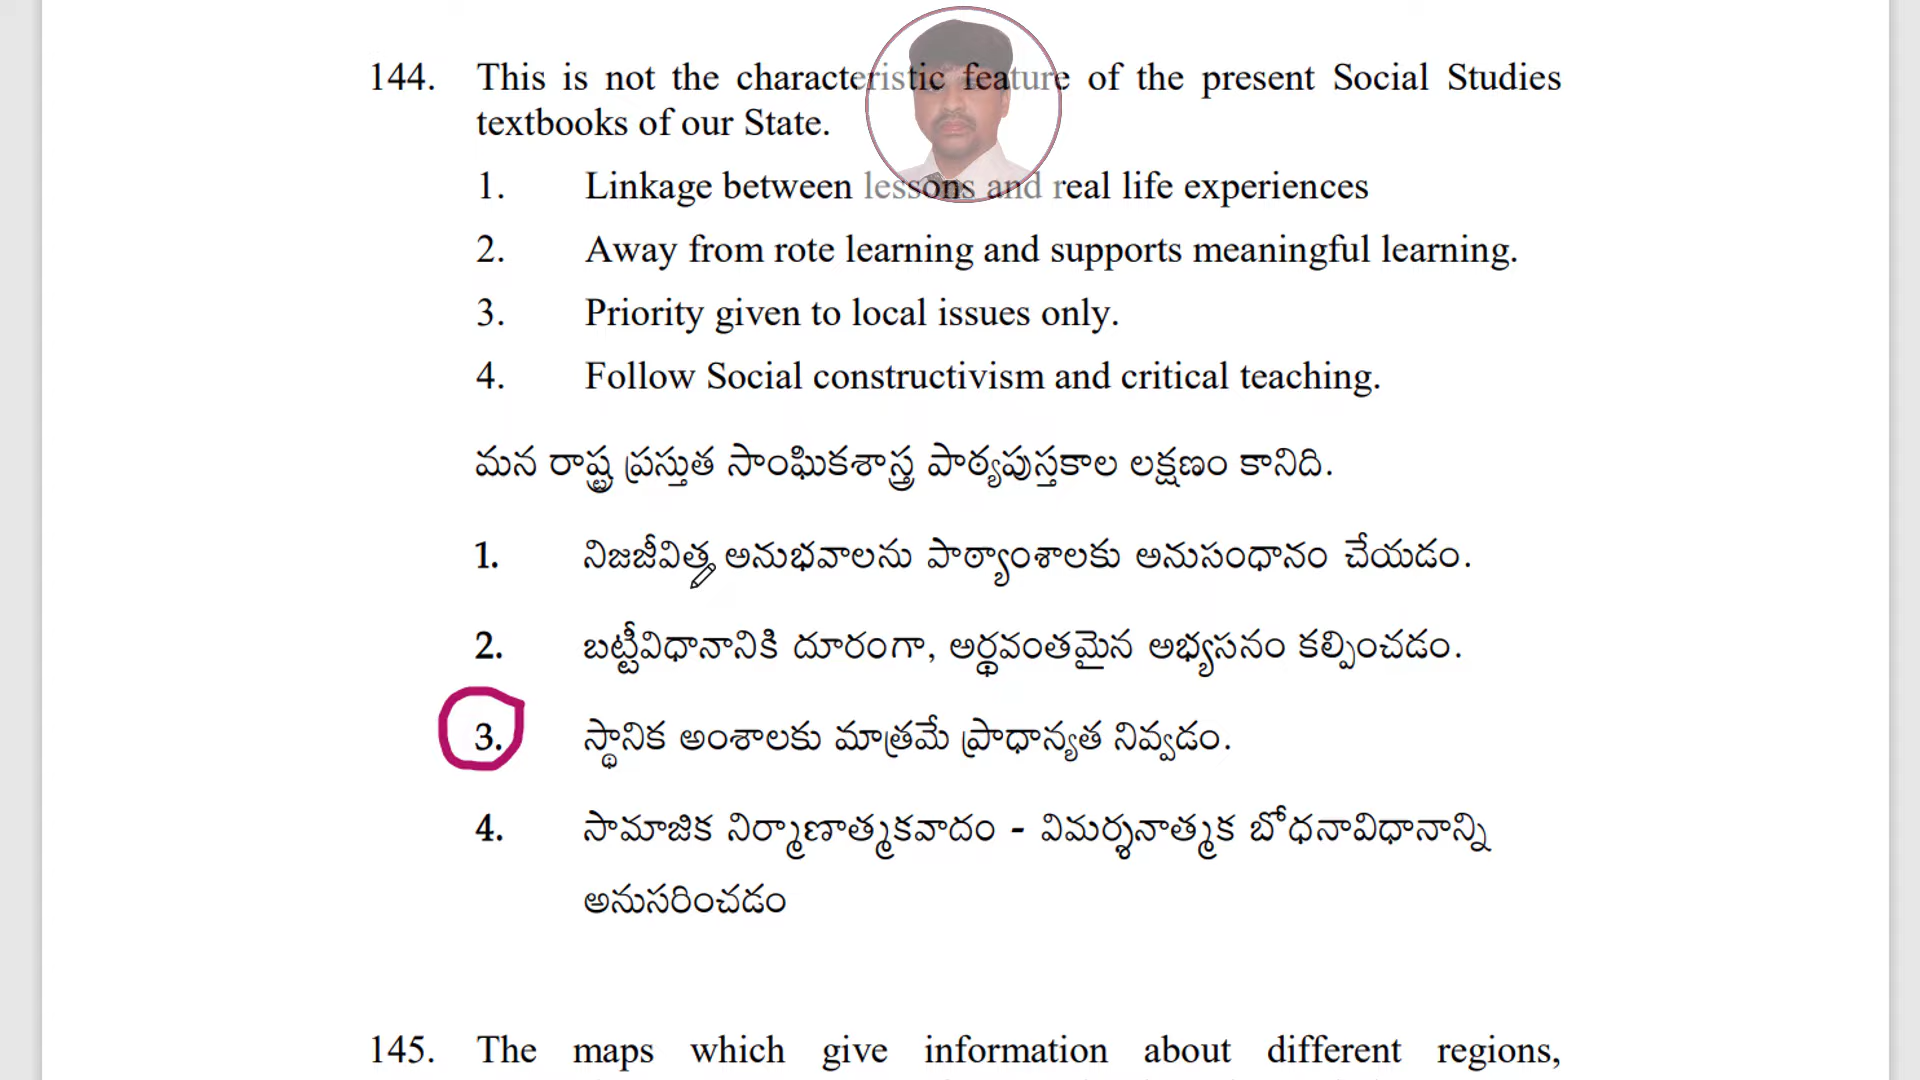 144. This is not the characteristic feature of the present Social Studies
textbooks of our State.
1. Linkage between lessons and real life experiences
2. Away from rote learning and supports meaningful learning.
3. Priority given to local issues only.
4. Follow Social constructivism and critical teaching.
మన రాష్ట్ర ప్రస్తుత సాంఘికశాస్త్ర పాఠ్యపుస్తకాల లక్షణం కానిది.
1. నిజజీవిత అనుభవాలను పాఠ్యాంశాలకు అనుసంధానం చేయడం.
2. బట్టీవిధానానికి దూరంగా, అర్థవంతమైన అభ్యసనం కల్పించడం.
3. స్థానిక అంశాలకు మాత్రమే ప్రాధాన్యత నివ్వడం.
4. సామాజిక నిర్మాణాత్మకవాదం - విమర్శనాత్మక బోధనావిధానాన్ని
అనుసరించడం
145. The maps which give information about different regions,